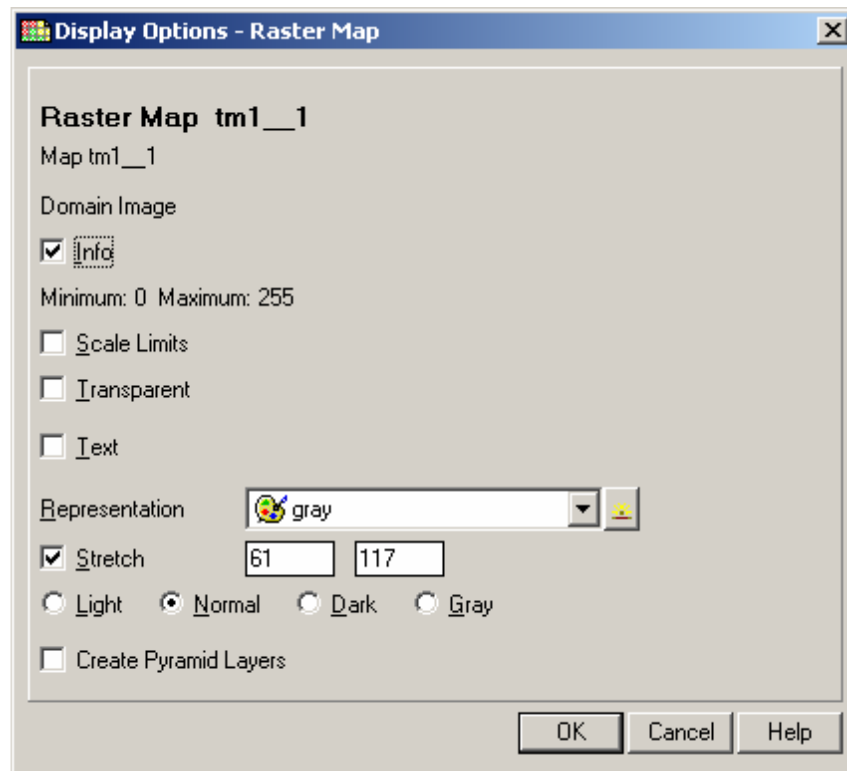 Display Options - Raster Map
Raster Map tm1__1
Map tm1__1
Domain Image
Info
Minimum: 0 Maximum: 255
Scale Limits
Transparent
Text
Representation gray
Stretch 61 117
Light Normal Dark Gray
Create Pyramid Layers
OK Cancel Help